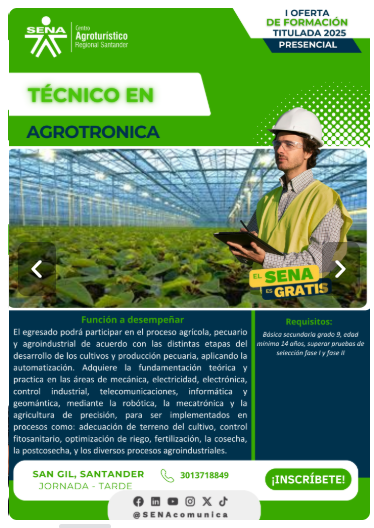 SENA
Centro
Agroturístico
Regional Santander
I OFERTA
DE FORMACIÓN
TITULADA 2025
PRESENCIAL
TÉCNICO EN
AGROTRONICA
EL
SENA
ES
GRATIS
Función a desempeñar
El egresado podrá participar en el proceso agrícola, pecuario
y agroindustrial de acuerdo con las distintas etapas del
desarrollo de los cultivos y producción pecuaria, aplicando la
automatización. Adquiere la fundamentación teórica y
practica en las áreas de mecánica, electricidad, electrónica,
control industrial, telecomunicaciones, informática y
geomántica, mediante la robótica, la mecatrónica y la
agricultura de precisión, para ser implementados en
procesos como: adecuación de terreno del cultivo, control
fitosanitario, optimización de riego, fertilización, la cosecha,
la postcosecha, y los diversos procesos agroindustriales.
Requisitos:
Básica secundaria grado 9, edad
mínima 14 años, superar pruebas de
selección fase I y fase II
SAN GIL, SANTANDER
JORNADA - TARDE
3013718849
¡INSCRÍBETE!
@SENAcomunica